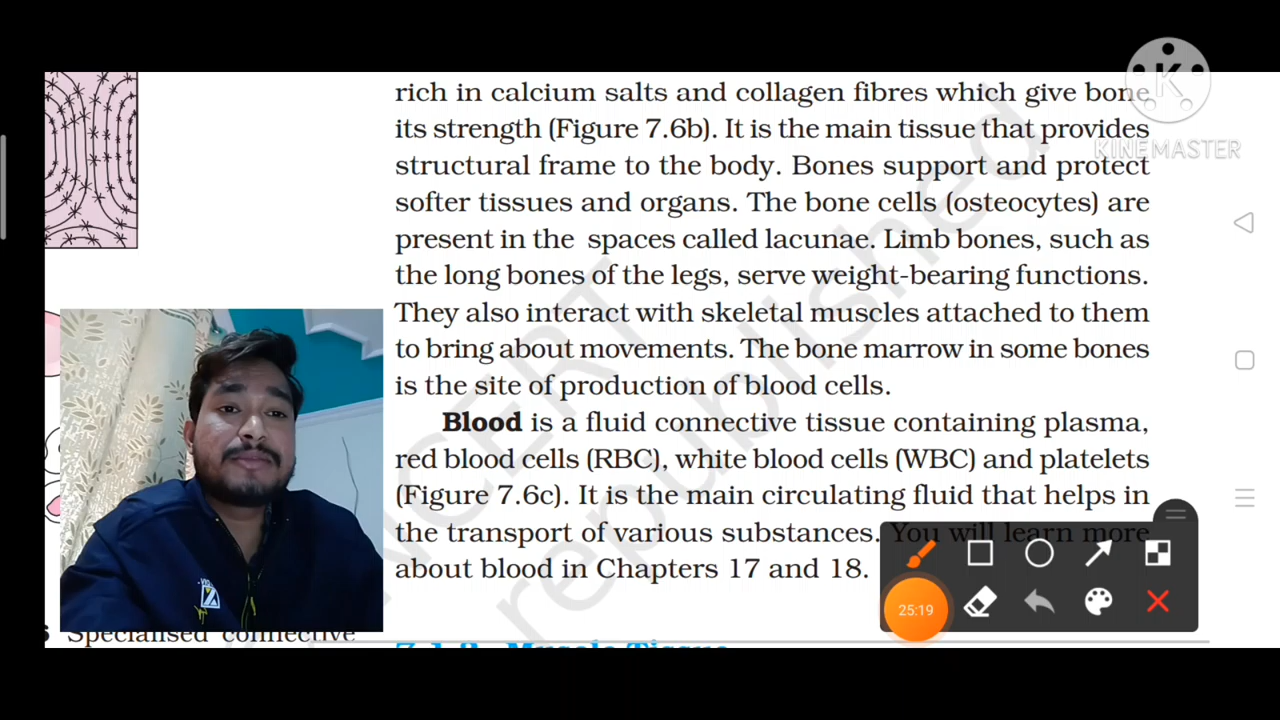 rich in calcium salts and collagen fibres which give bone
its strength (Figure 7.6b). It is the main tissue that provides
structural frame to the body. Bones support and protect
softer tissues and organs. The bone cells (osteocytes) are
present in the spaces called lacunae. Limb bones, such as
the long bones of the legs, serve weight-bearing functions.
They also interact with skeletal muscles attached to them
to bring about movements. The bone marrow in some bones
is the site of production of blood cells.
Blood is a fluid connective tissue containing plasma,
red blood cells (RBC), white blood cells (WBC) and platelets
(Figure 7.6c). It is the main circulating fluid that helps in
the transport of various substances. You will learn more
about blood in Chapters 17 and 18.
Specialised connective
Muscle Tissue
K
KINEMASTER
25:19
NCERT
republished